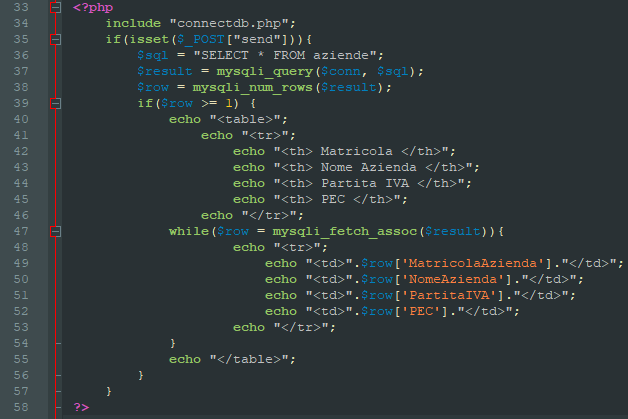 33 <?php
34 include "connectdb.php";
35 if(isset($_POST["send"])){
36 $sql = "SELECT * FROM aziende";
37 $result = mysqli_query($conn, $sql);
38 $row = mysqli_num_rows($result);
39 if($row >= 1) {
40 echo "<table>";
41 echo "<tr>";
42 echo "<th> Matricola </th>";
43 echo "<th> Nome Azienda </th>";
44 echo "<th> Partita IVA </th>";
45 echo "<th> PEC </th>";
46 echo "</tr>";
47 while($row = mysqli_fetch_assoc($result)){
48 echo "<tr>";
49 echo "<td>".$row['MatricolaAzienda']."</td>";
50 echo "<td>".$row['NomeAzienda']."</td>";
51 echo "<td>".$row['PartitaIVA']."</td>";
52 echo "<td>".$row['PEC']."</td>";
53 echo "</tr>";
54 }
55 echo "</table>";
56 }
57 }
58 ?>